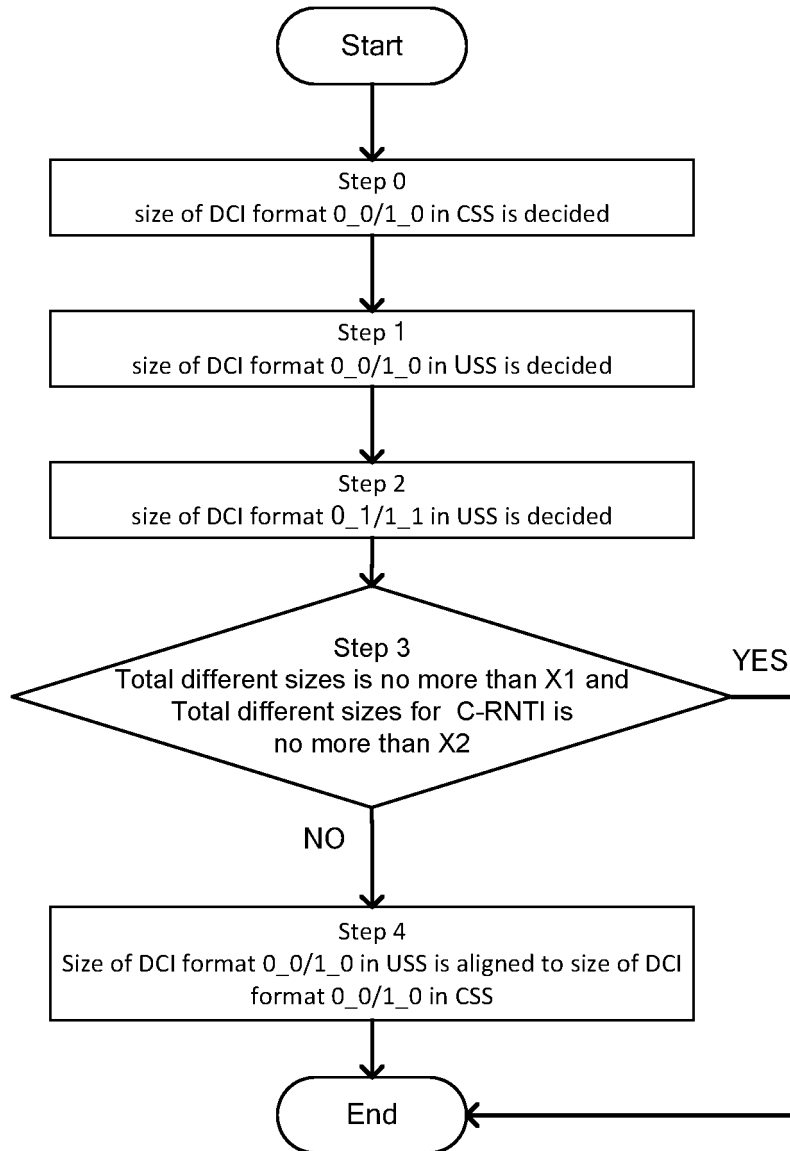 Start
Step 0
size of DCI format 0_0/1_0 in CSS is decided
Step 1
size of DCI format 0_0/1_0 in USS is decided
Step 2
size of DCI format 0_1/1_1 in USS is decided
Step 3
Total different sizes is no more than X1 and
Total different sizes for C-RNTI is
no more than X2
YES
NO
Step 4
Size of DCI format 0_0/1_0 in USS is aligned to size of DCI
format 0_0/1_0 in CSS
End